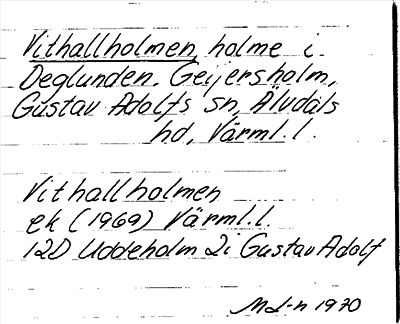 Vithallholmen, holme i
Deglunden, Geijersholm,
Gustav Adolfs sn, Älvdals
hd, Värml. l.
Vithallholmen
ek (1969) Värml. l.
12D Uddeholm 2i Gustav Adolf
1970